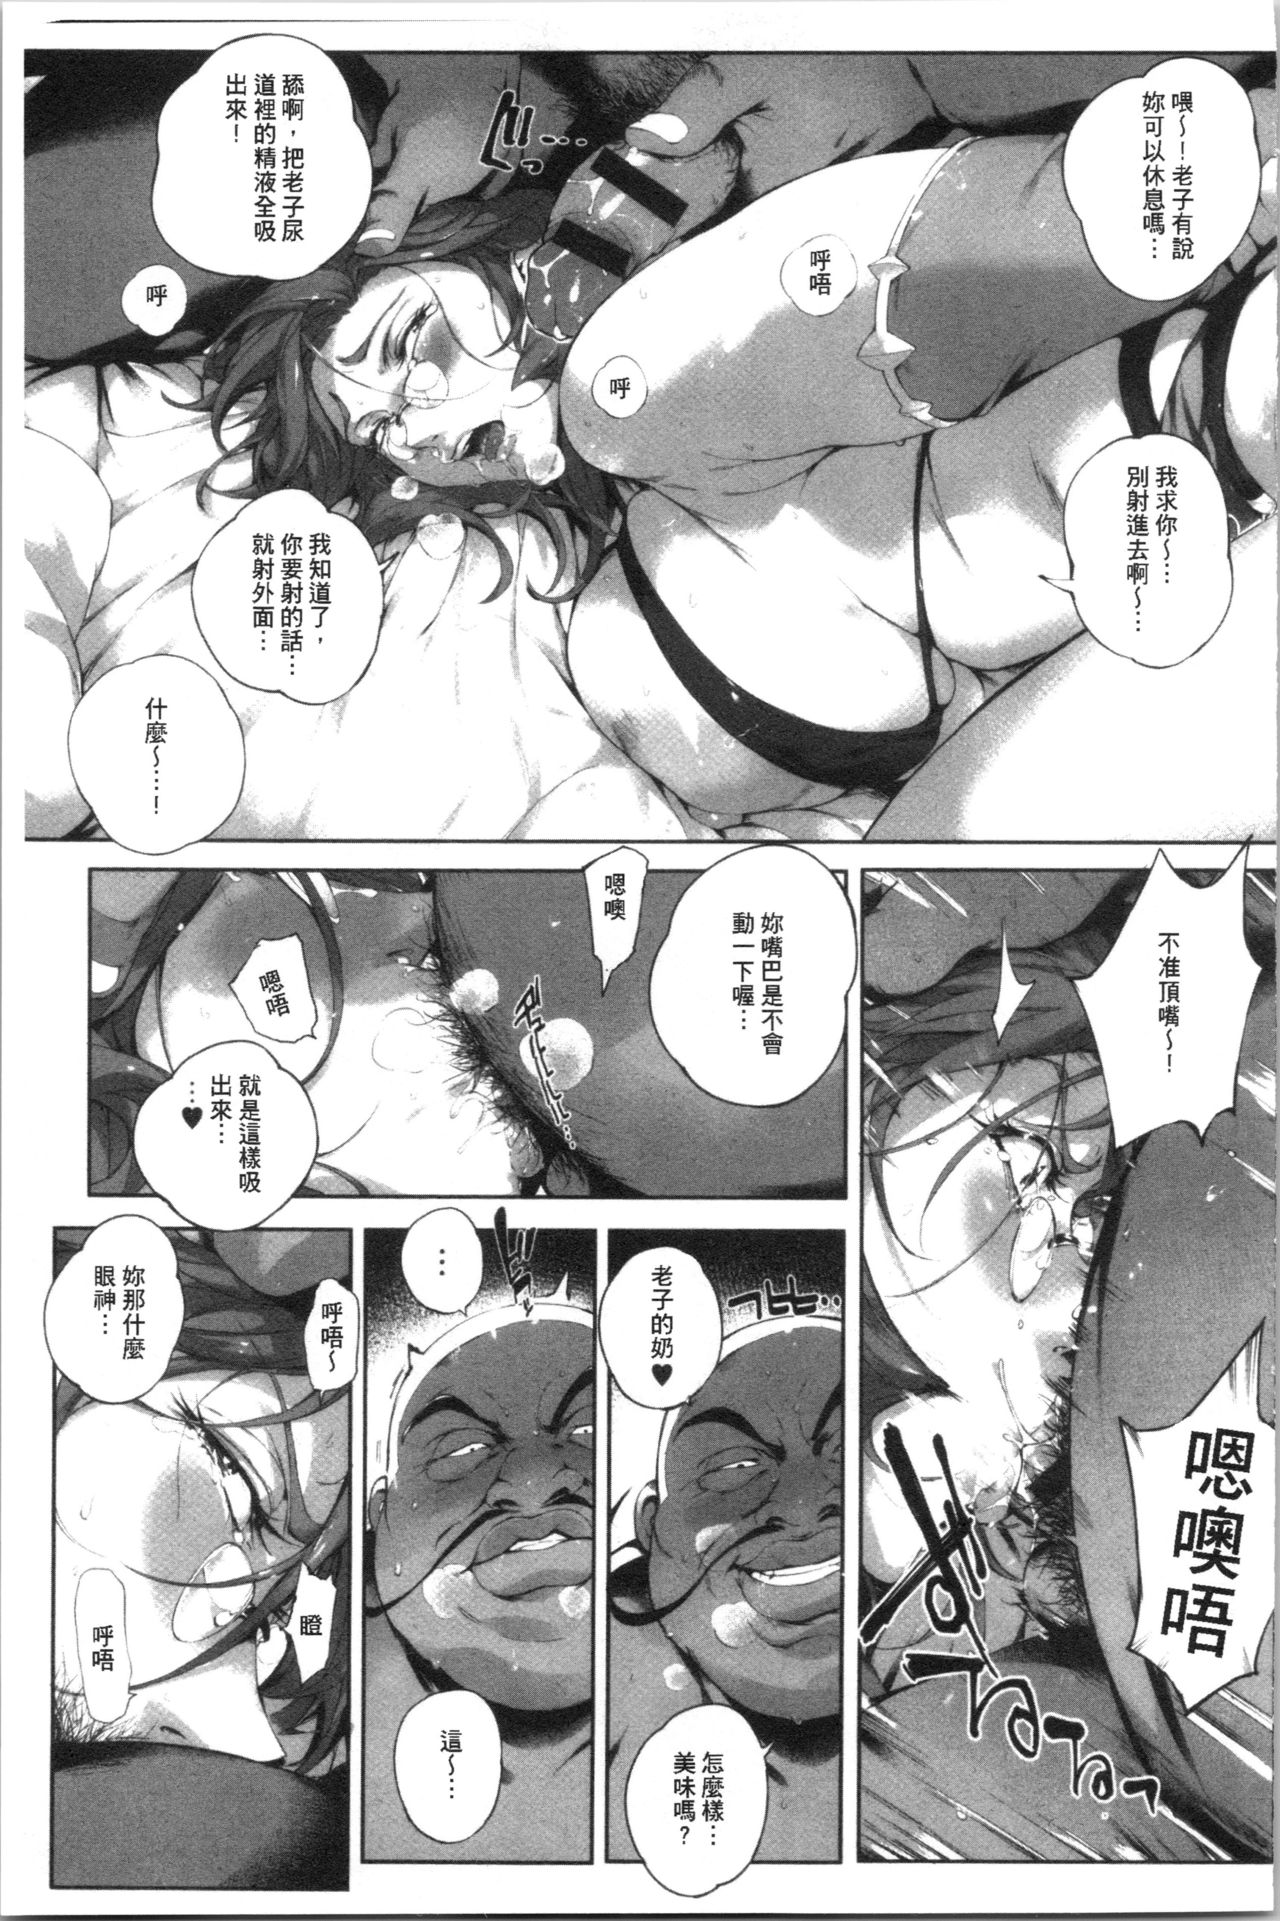 喂～！老子有說
妳可以休息嗎…
舔啊，把老子尿
道裡的精液全吸
出來！
呼唔
呼
呼
我求你～…
別射進去啊～…
我知道了，
你要射的話…
就射外面…
什麼～…！
不准頂嘴～！
嗯噢唔
妳嘴巴是不會
動一下喔…
嗯噢
嗯唔
就是這樣吸
出來…
…♥
老子的奶♥
怎麼樣…
美味嗎？
…
這～…
妳那什麼
眼神…
呼唔～
瞪
呼唔